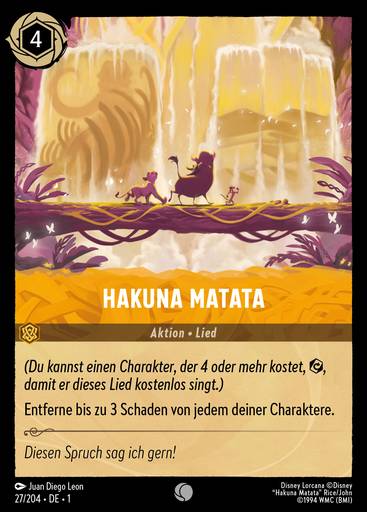 4
HAKUNA MATATA
Aktion • Lied
(Du kannst einen Charakter, der 4 oder mehr kostet, ,
damit er dieses Lied kostenlos singt.)
Entferne bis zu 3 Schaden von jedem deiner Charaktere.
Diesen Spruch sag ich gern!
Juan Diego Leon
27/204 • DE • 1
Disney Lorcana ©Disney
"Hakuna Matata" Rice/John
©1994 WMC (BMI)